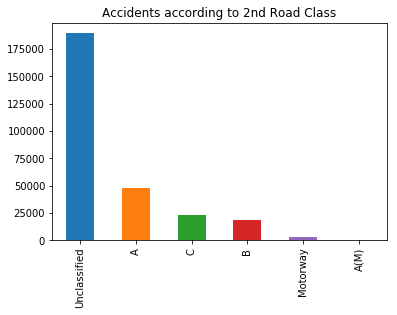 Accidents according to 2nd Road Class
175000
150000
125000
100000
75000
50000
25000
0
Unclassified
A
C
B
Motorway
A(M)